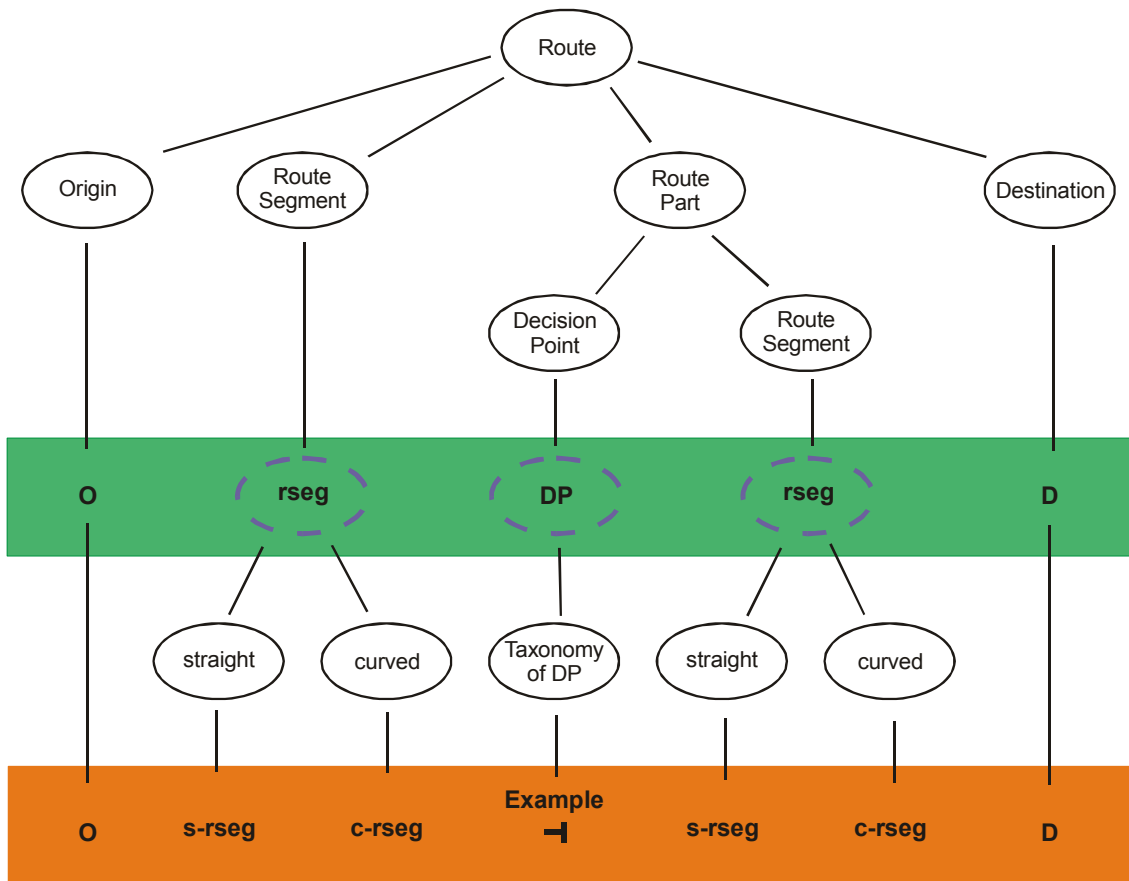 Route
Origin
Route
Segment
Route
Part
Destination
Decision
Point
Route
Segment
O
rseg
DP
rseg
D
straight
curved
Taxonomy
of DP
straight
curved
Example
O
s-rseg
c-rseg
s-rseg
c-rseg
D